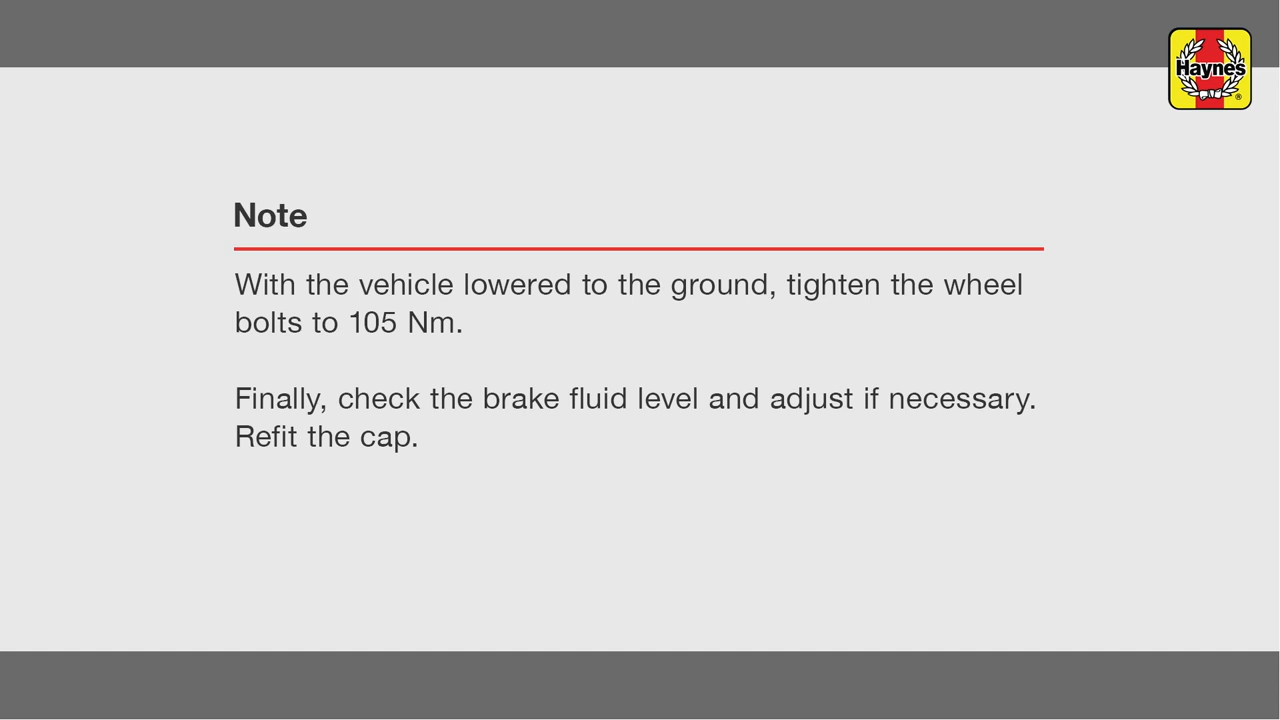 Haynes
®
Note
With the vehicle lowered to the ground, tighten the wheel
bolts to 105 Nm.
Finally, check the brake fluid level and adjust if necessary.
Refit the cap.